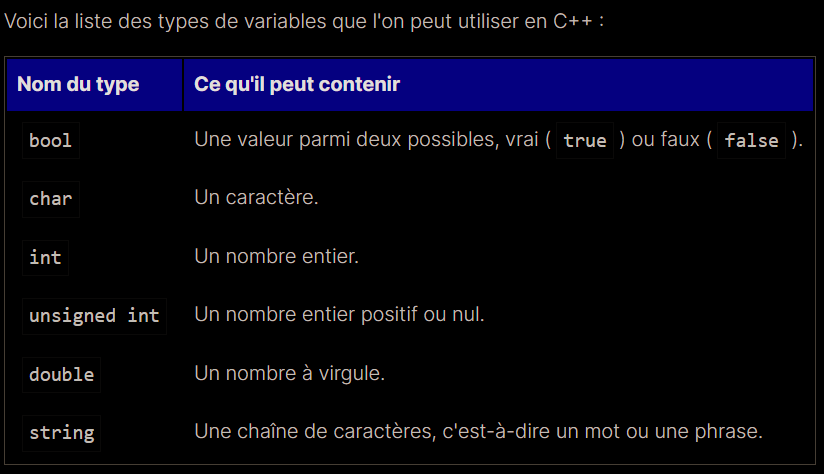 Voici la liste des types de variables que l'on peut utiliser en C++ :
Nom du type Ce qu'il peut contenir
bool Une valeur parmi deux possibles, vrai ( true ) ou faux ( false ).
char Un caractère.
int Un nombre entier.
unsigned int Un nombre entier positif ou nul.
double Un nombre à virgule.
string Une chaîne de caractères, c'est-à-dire un mot ou une phrase.